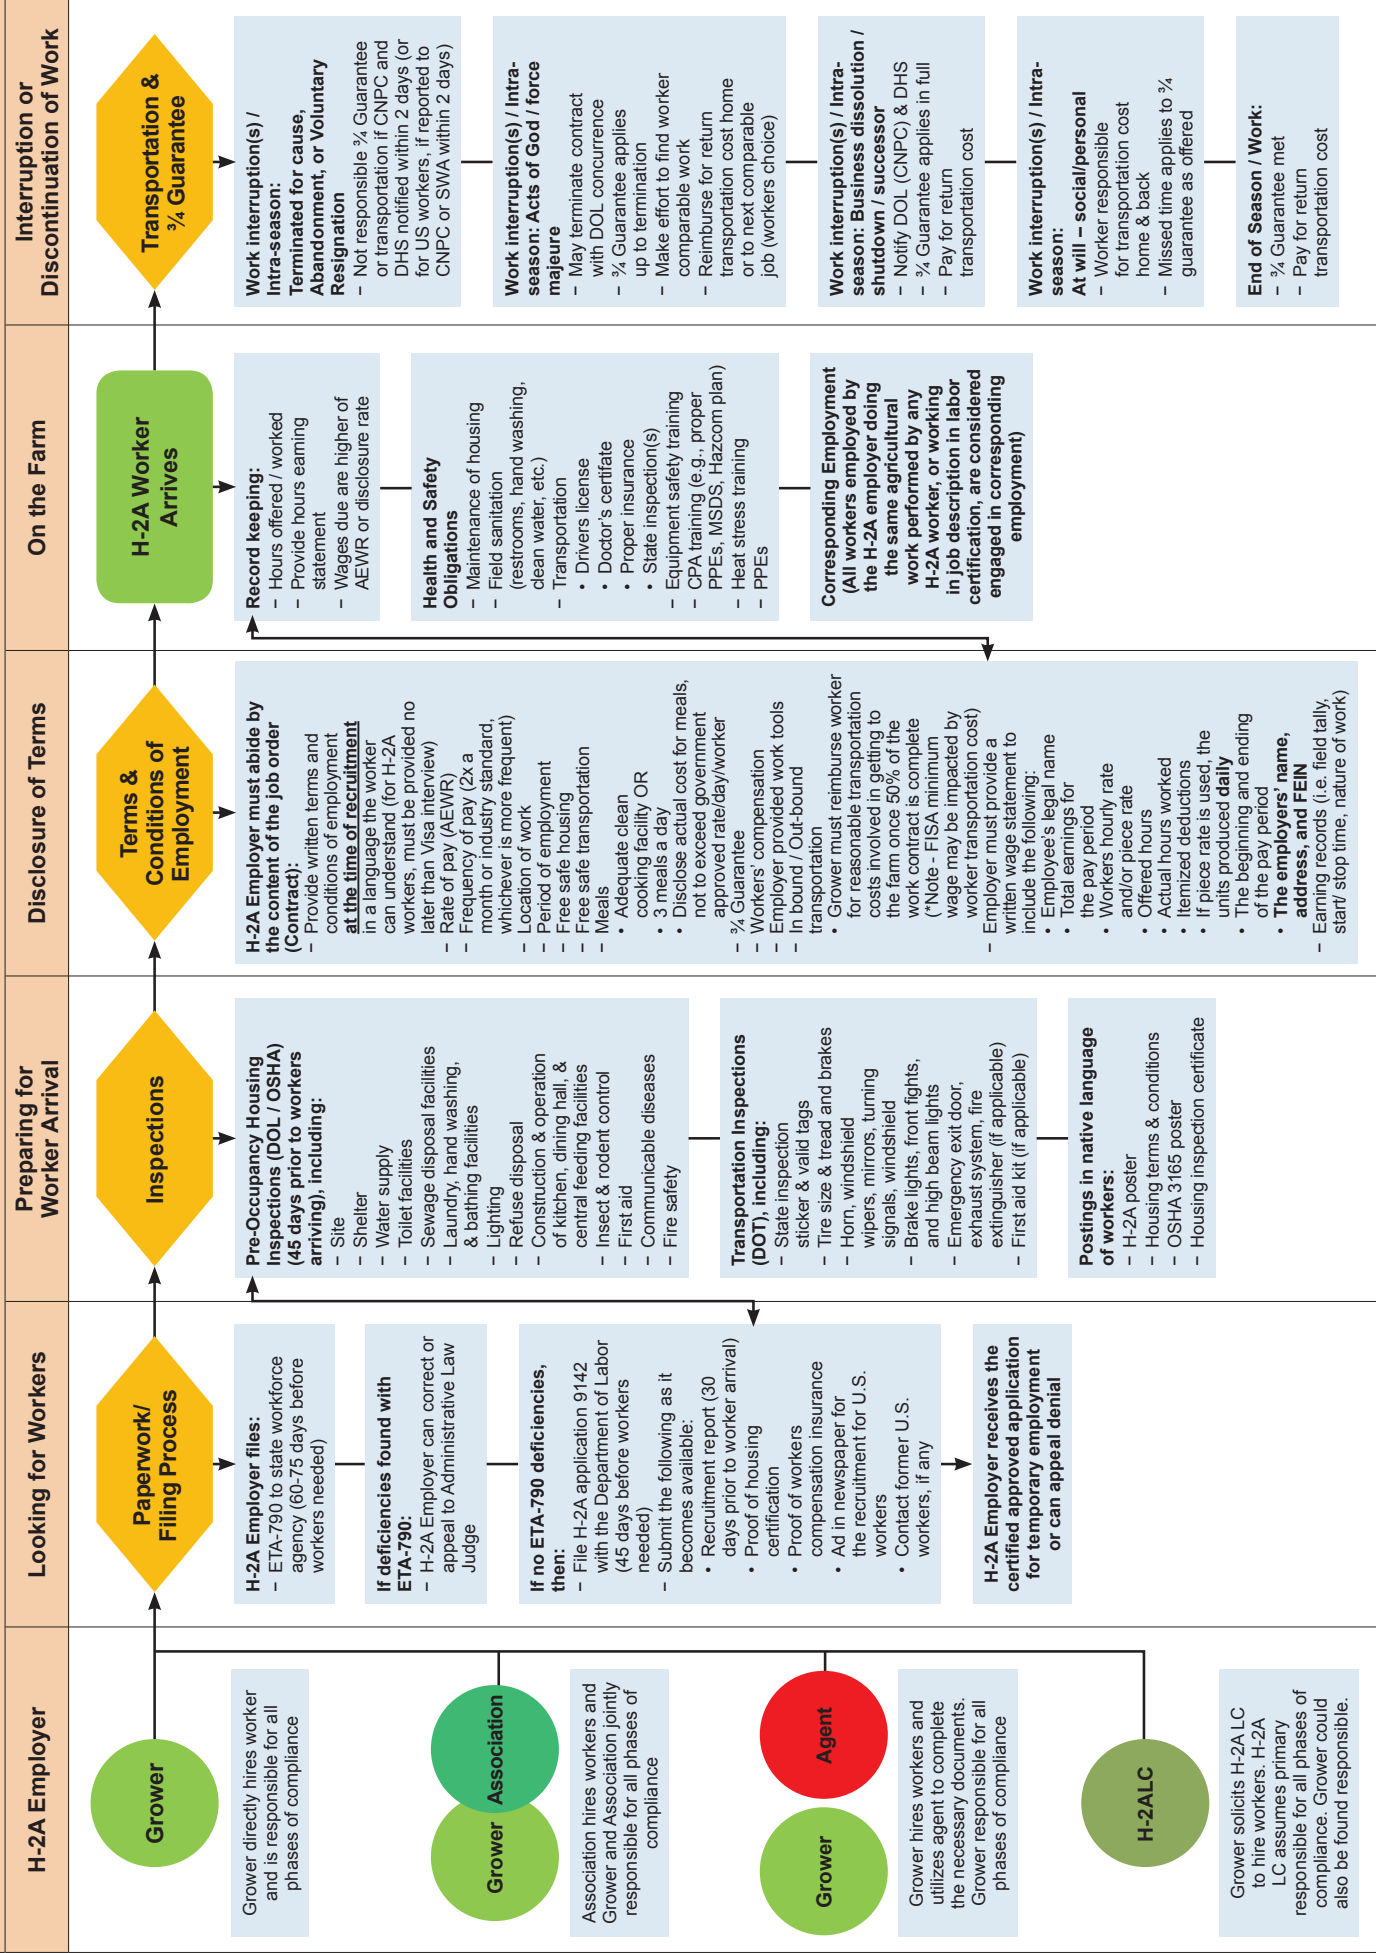 H-2A Employer
Grower
Grower directly hires worker
and is responsible for all
phases of compliance
Grower
Association
Association hires workers and
Grower and Association jointly
responsible for all phases of
compliance
Grower
Agent
Grower hires workers and
utilizes agent to complete
the necessary documents.
Grower responsible for all
phases of compliance
H-2ALC
Grower solicits H-2A LC
to hire workers. H-2A
LC assumes primary
responsible for all phases of
compliance. Grower could
also be found responsible.
Looking for Workers
Paperwork/
Filing Process
H-2A Employer files:
– ETA-790 to state workforce
agency (60-75 days before
workers needed)
If deficiencies found with
ETA-790:
– H-2A Employer can correct or
appeal to Administrative Law
Judge
If no ETA-790 deficiencies,
then:
– File H-2A application 9142
with the Department of Labor
(45 days before workers
needed)
– Submit the following as it
becomes available:
• Recruitment report (30
days prior to worker arrival)
• Proof of housing
certification
• Proof of workers
compensation insurance
• Ad in newspaper for
the recruitment for U.S.
workers
• Contact former U.S.
workers, if any
H-2A Employer receives the
certified approved application
for temporary employment
or can appeal denial
Preparing for
Worker Arrival
Inspections
Pre-Occupancy Housing
Inspections (DOL / OSHA)
(45 days prior to workers
arriving), including:
– Site
– Shelter
– Water supply
– Toilet facilities
– Sewage disposal facilities
– Laundry, hand washing,
& bathing facilities
– Lighting
– Refuse disposal
– Construction & operation
of kitchen, dining hall, &
central feeding facilities
– Insect & rodent control
– First aid
– Communicable diseases
– Fire safety
Transportation Inspections
(DOT), including:
– State inspection
sticker & valid tags
– Tire size & tread and brakes
– Horn, windshield
wipers, mirrors, turning
signals, windshield
– Brake lights, front fights,
and high beam lights
– Emergency exit door,
exhaust system, fire
extinguisher (if applicable)
– First aid kit (if applicable)
Postings in native language
of workers:
– H-2A poster
– Housing terms & conditions
– OSHA 3165 poster
– Housing inspection certificate
Disclosure of Terms
Terms &
Conditions of
Employment
H-2A Employer must abide by
the content of the job order
(Contract):
– Provide written terms and
conditions of employment
at the time of recruitment
in a language the worker
can understand (for H-2A
workers, must be provided no
later than Visa interview)
– Rate of pay (AEWR)
– Frequency of pay (2x a
month or industry standard,
whichever is more frequent)
– Location of work
– Period of employment
– Free safe housing
– Free safe transportation
– Meals
• Adequate clean
cooking facility OR
• 3 meals a day
• Disclose actual cost for meals,
not to exceed government
approved rate/day/worker
– ¾ Guarantee
– Workers' compensation
– Employer provided work tools
– In bound / Out-bound
transportation
• Grower must reimburse worker
for reasonable transportation
costs involved in geting to
the farm once 50% of the
work contract is complete
(*Note - FlSA minimum
wage may be impacted by
worker transportation cost)
– Employer must provide a
written wage statement to
include the following:
• Employee's legal name
• Total earnings for
the pay period
• Workers hourly rate
and/or piece rate
• Offered hours
• Actual hours worked
• Itemized deductions
• If piece rate is used, the
units produced daily
• The beginning and ending
of the pay period
• The employers' name,
address, and FEIN
– Earning records (i.e. field tally,
start/ stop time, nature of work)
On the Farm
H-2A Worker
Arrives
Record keeping:
– Hours offered / worked
– Provide hours earning
statement
– Wages due are higher of
AEWR or disclosure rate
Health and Safety
Obligations
– Maintenance of housing
– Field sanitation
(restrooms, hand washing,
clean water, etc.)
– Transportation
• Drivers license
• Doctor's certifate
• Proper insurance
• State inspection(s)
– Equipment safety training
– CPA training (e.g., proper
PPEs, MSDS, Hazcom plan)
– Heat stress training
– PPEs
Corresponding Employment
(All workers employed by
the H-2A employer doing
the same agricultural
work performed by any
H-2A worker, or working
in job description in labor
certification, are considered
engaged in corresponding
employment)
Interruption or
Discontinuation of Work
Transportation &
¾ Guarantee
Work interruption(s) /
Intra-season:
Terminated for cause,
Abandonment, or Voluntary
Resignation
– Not responsible ¾ Guarantee
or transportation if CNPC and
DHS notified within 2 days (or
for US workers, if reported to
CNPC or SWA within 2 days)
Work interruption(s) / Intra-
season: Acts of God / force
majeure
– May terminate contract
with DOL concurrence
– ¾ Guarantee applies
up to termination
– Make effort to find worker
comparable work
– Reimburse for return
transportation cost home
or to next comparable
job (workers choice)
Work interruption(s) / Intra-
season: Business dissolution /
shutdown / successor
– Notify DOL (CNPC) & DHS
– ¾ Guarantee applies in full
– Pay for return
transportation cost
Work interruption(s) / Intra-
season:
At will – social/personal
– Worker responsible
for transportation cost
home & back
– Missed time applies to ¾
guarantee as offered
End of Season / Work:
– ¾ Guarantee met
– Pay for return
transportation cost